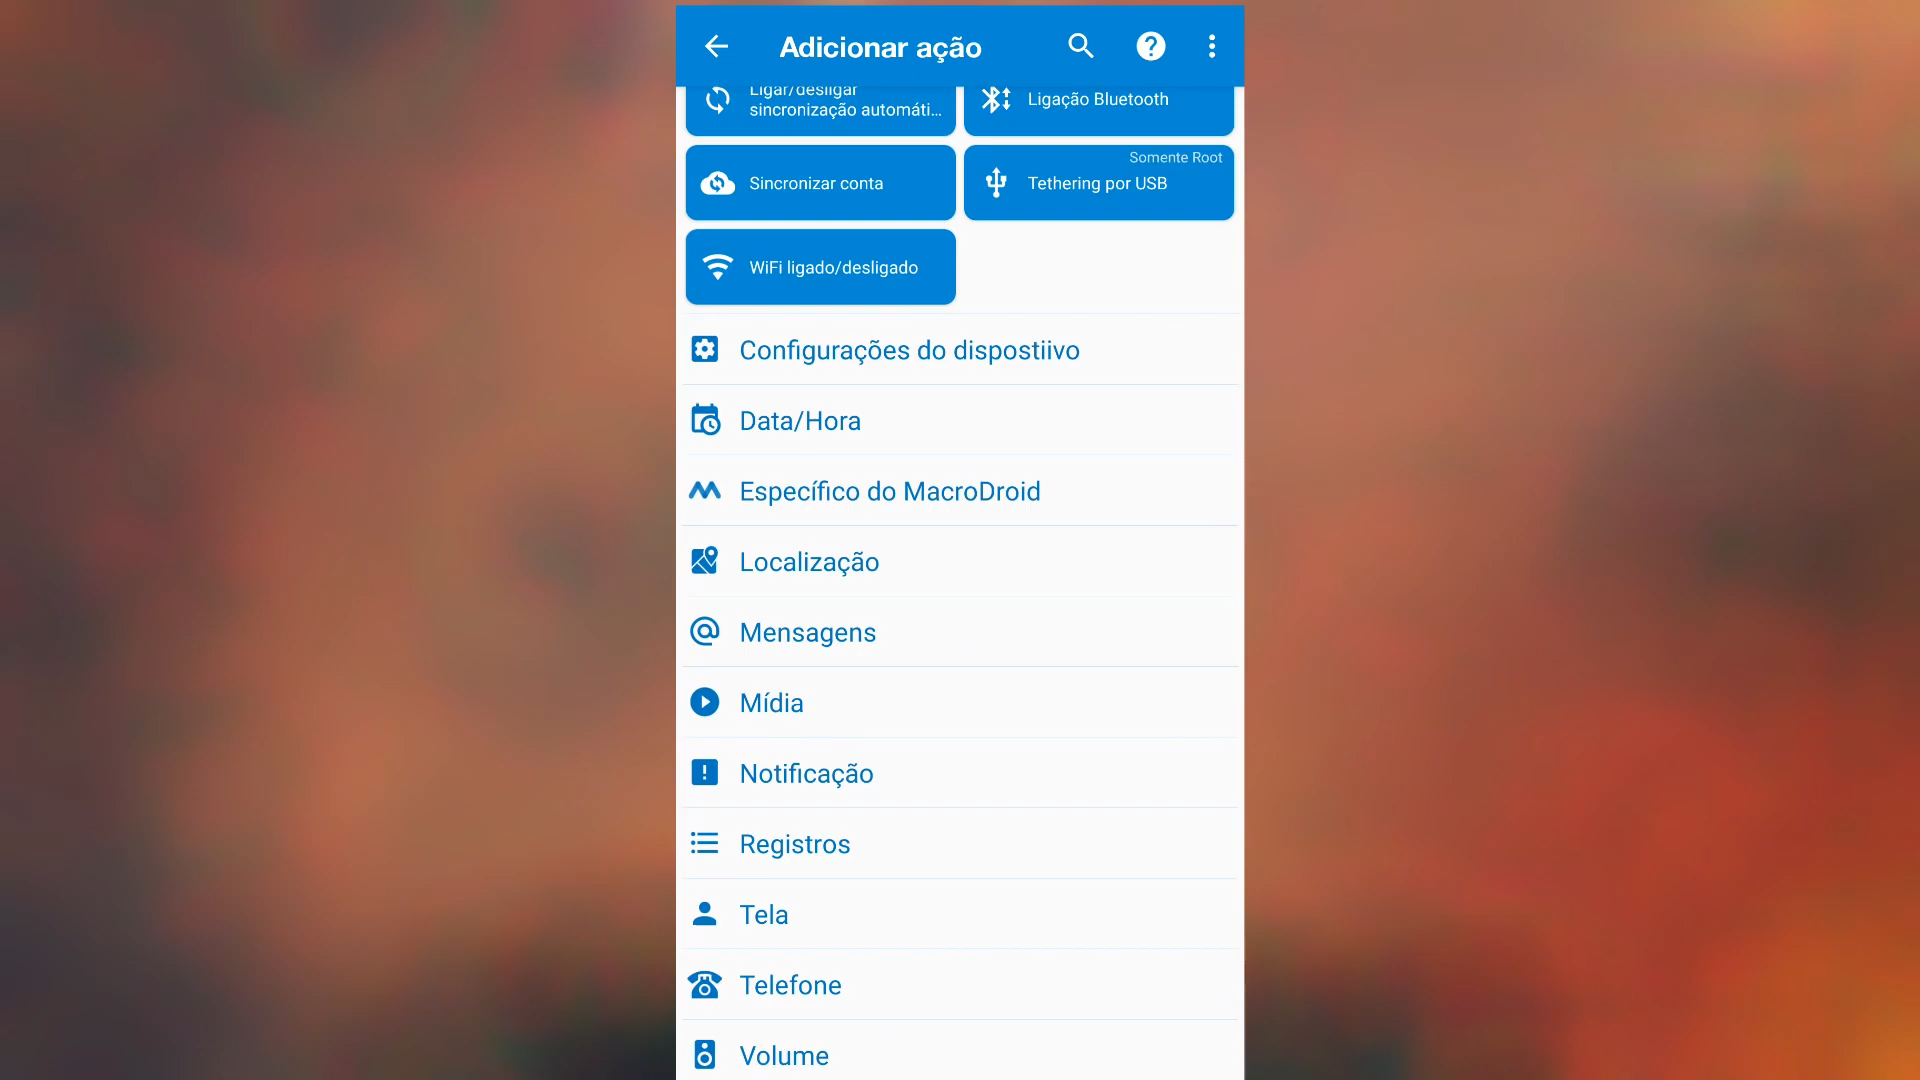 Adicionar ação
Ligar/desligar
sincronização automáti...
Ligação Bluetooth
Somente Root
Sincronizar conta
Tethering por USB
WiFi ligado/desligado
Configurações do dispostiivo
Data/Hora
Específico do MacroDroid
Localização
Mensagens
Mídia
Notificação
Registros
Tela
Telefone
Volume